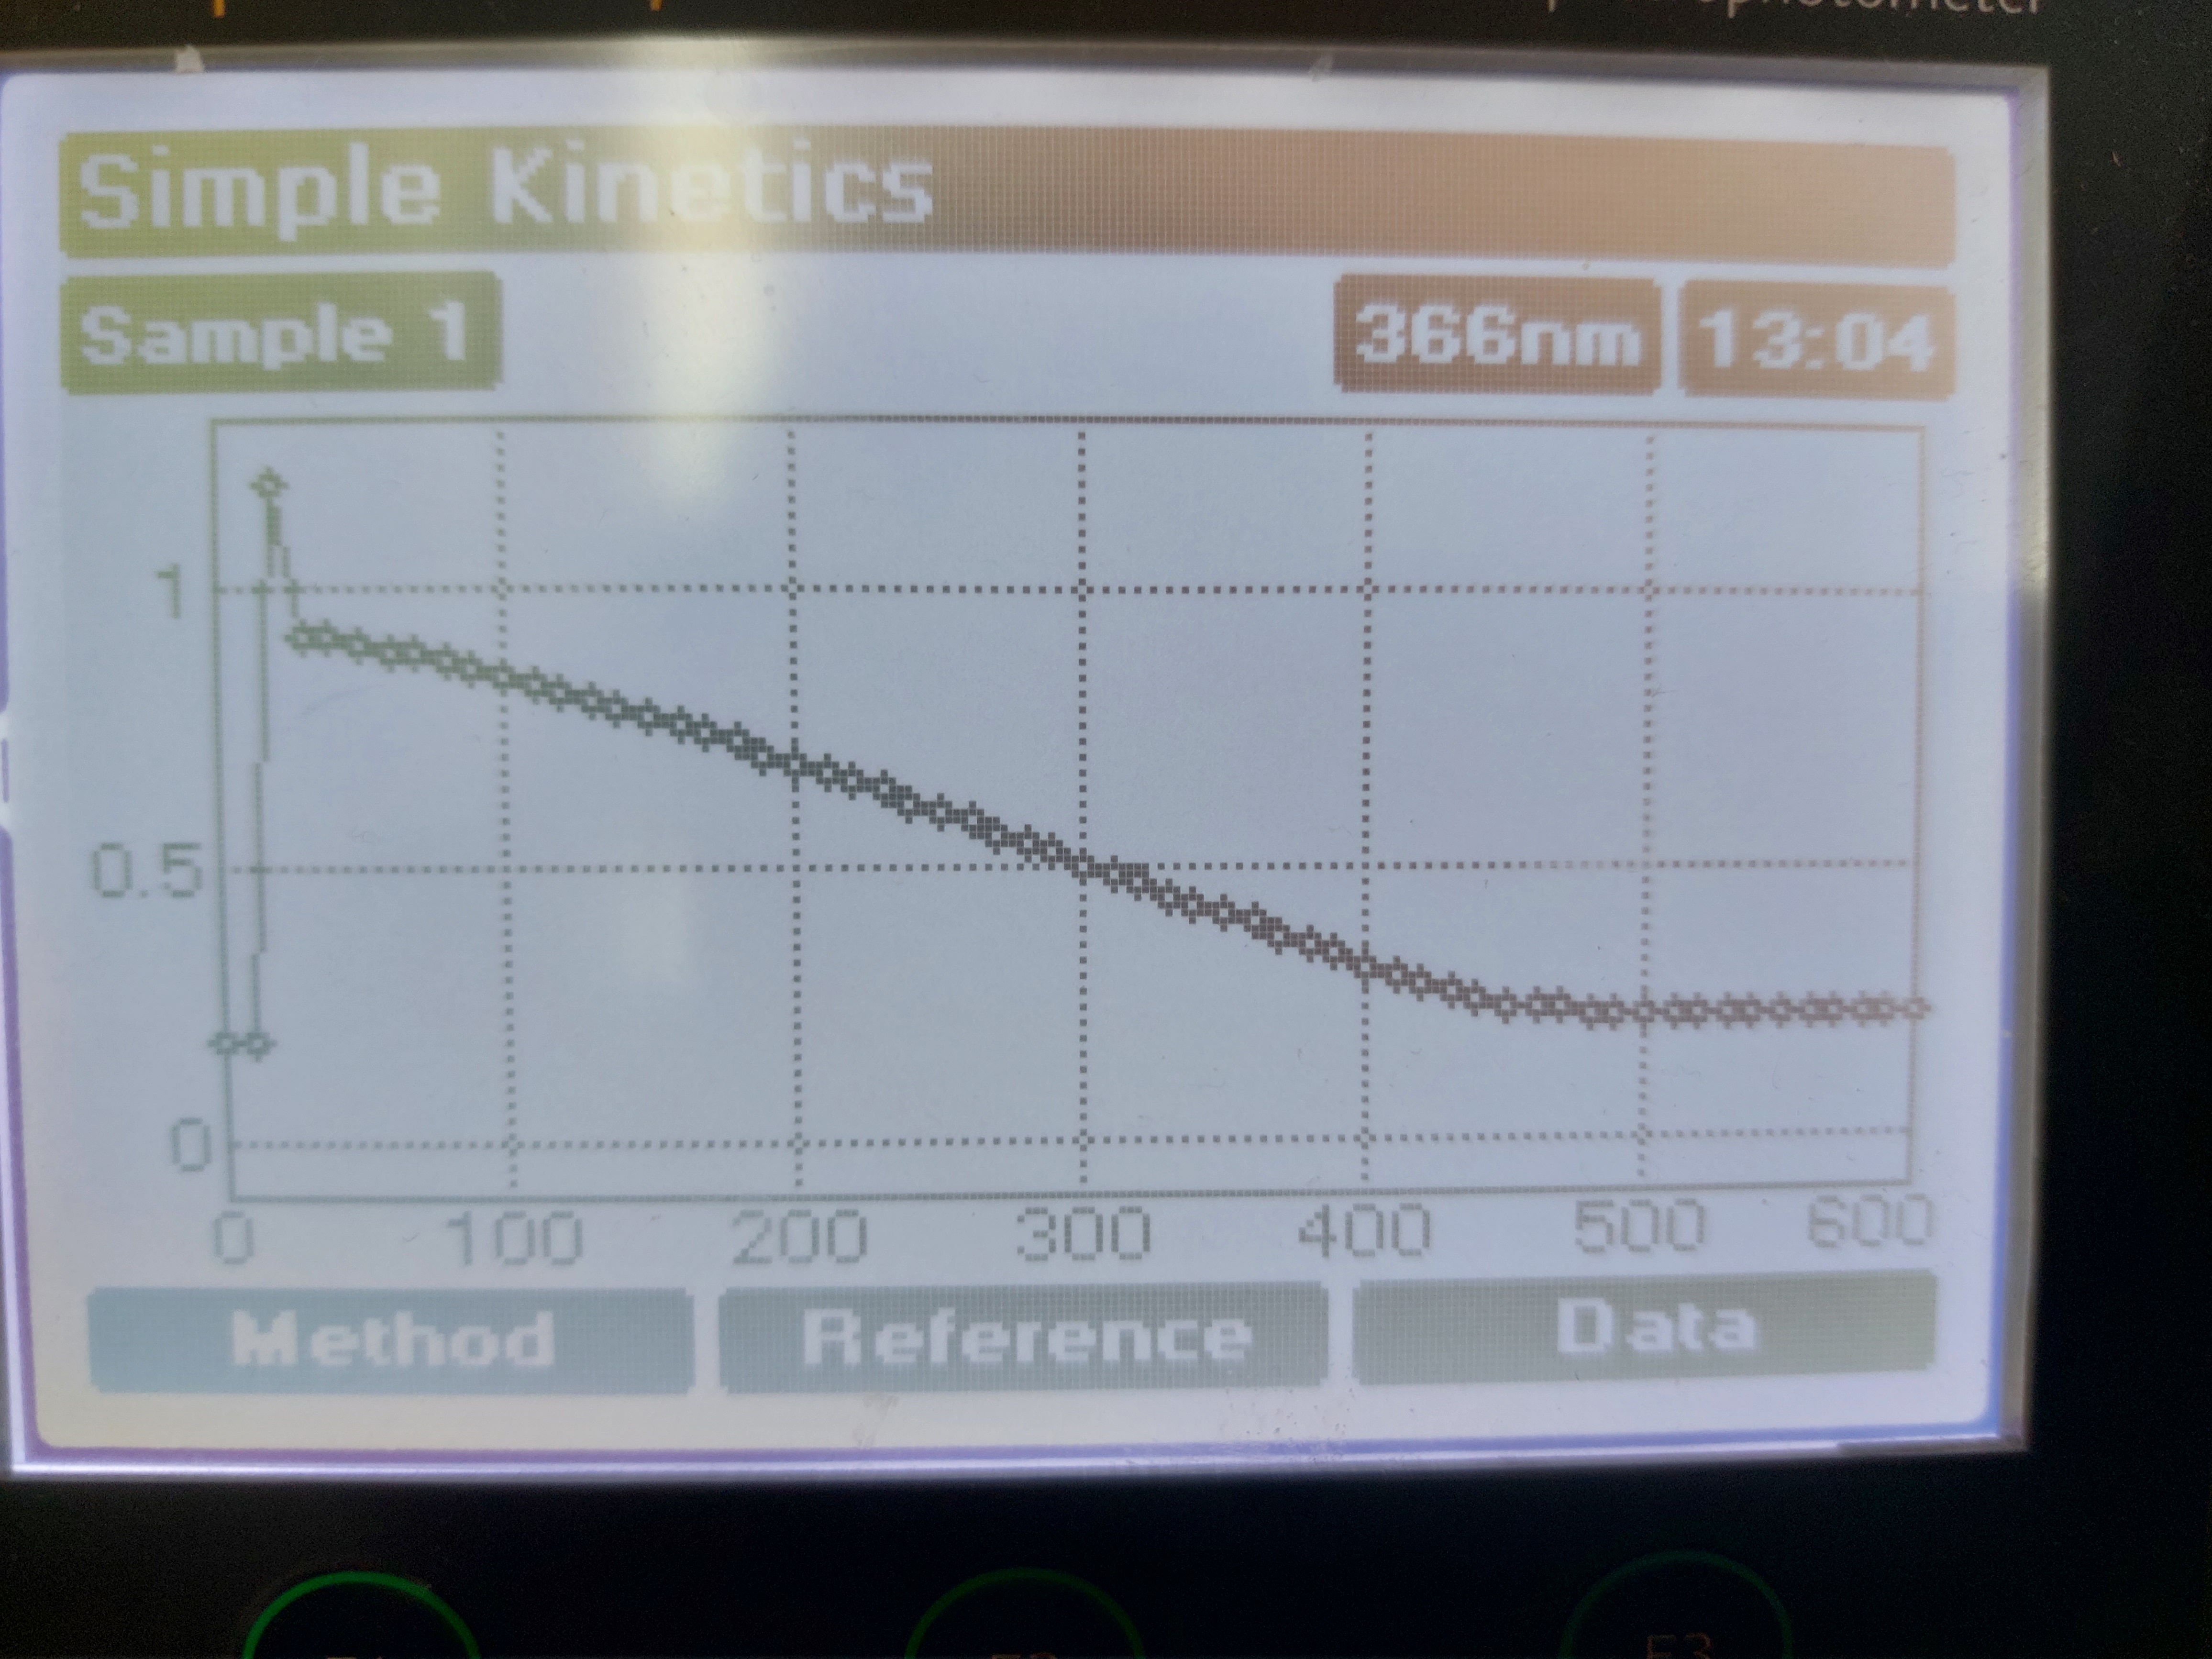 Simple Kinetics
Sample 1 366nm 13:04
1
0.5
0
0 100 200 300 400 500 600
Method Reference Data